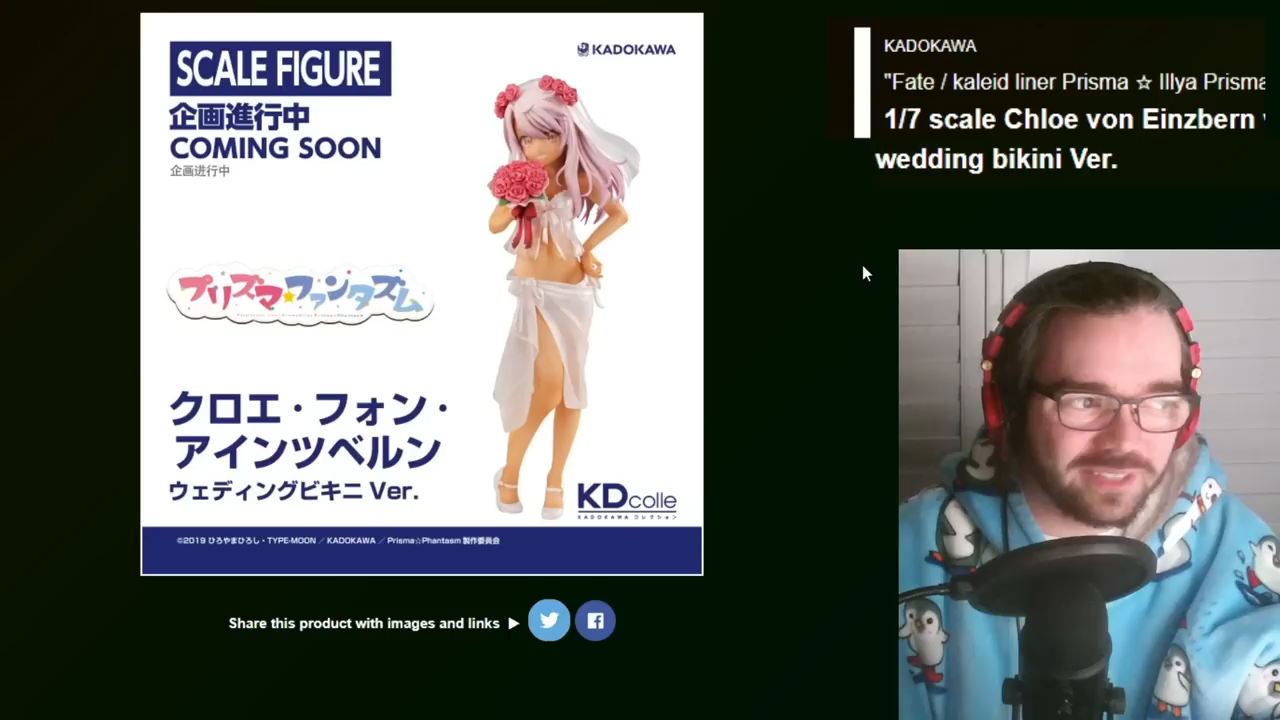 SCALE FIGURE
KADOKAWA
企画進行中
COMING SOON
企画进行中
プリズマ☆ファンタズム
クロエ・フォン・
アインツベルン
ウェディングビキニ Ver.
KDcolle
KADOKAWA コレクション
©2019 ひろやまひろし・TYPE-MOON ／ KADOKAWA ／ Prisma☆Phantasm 製作委員会
Share this product with images and links ▶
KADOKAWA
"Fate / kaleid liner Prisma ☆ Illya Prisma
1/7 scale Chloe von Einzbern
wedding bikini Ver.